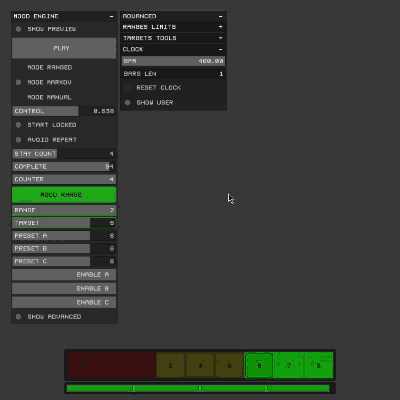 MOOD ENGINE −
SHOW PREVIEW
PLAY
MODE RANGED
MODE MARKOV
MODE MANUAL
CONTROL 0.638
START LOCKED
AVOID REPEAT
STAY COUNT 4
COMPLETE 94
COUNTER 4
MOOD RANGE
RANGE 2
TARGET 6
PRESET A 6
PRESET B 6
PRESET C 6
ENABLE A
ENABLE B
ENABLE C
SHOW ADVANCED
ADVANCED −
RANGES LIMITS +
TARGETS TOOLS +
CLOCK −
BPM 400.00
BARS LEN 1
RESET CLOCK
SHOW USER
3 4 5 6 7 8